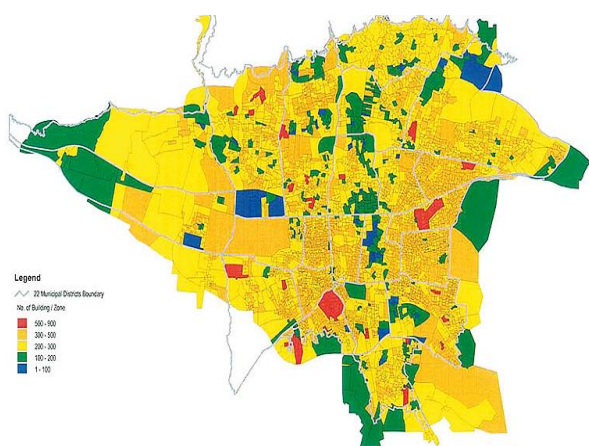 Legend
22 Municipal Districts Boundary
No. of Building / Zone
500 - 900
300 - 500
200 - 300
100 - 200
1 - 100